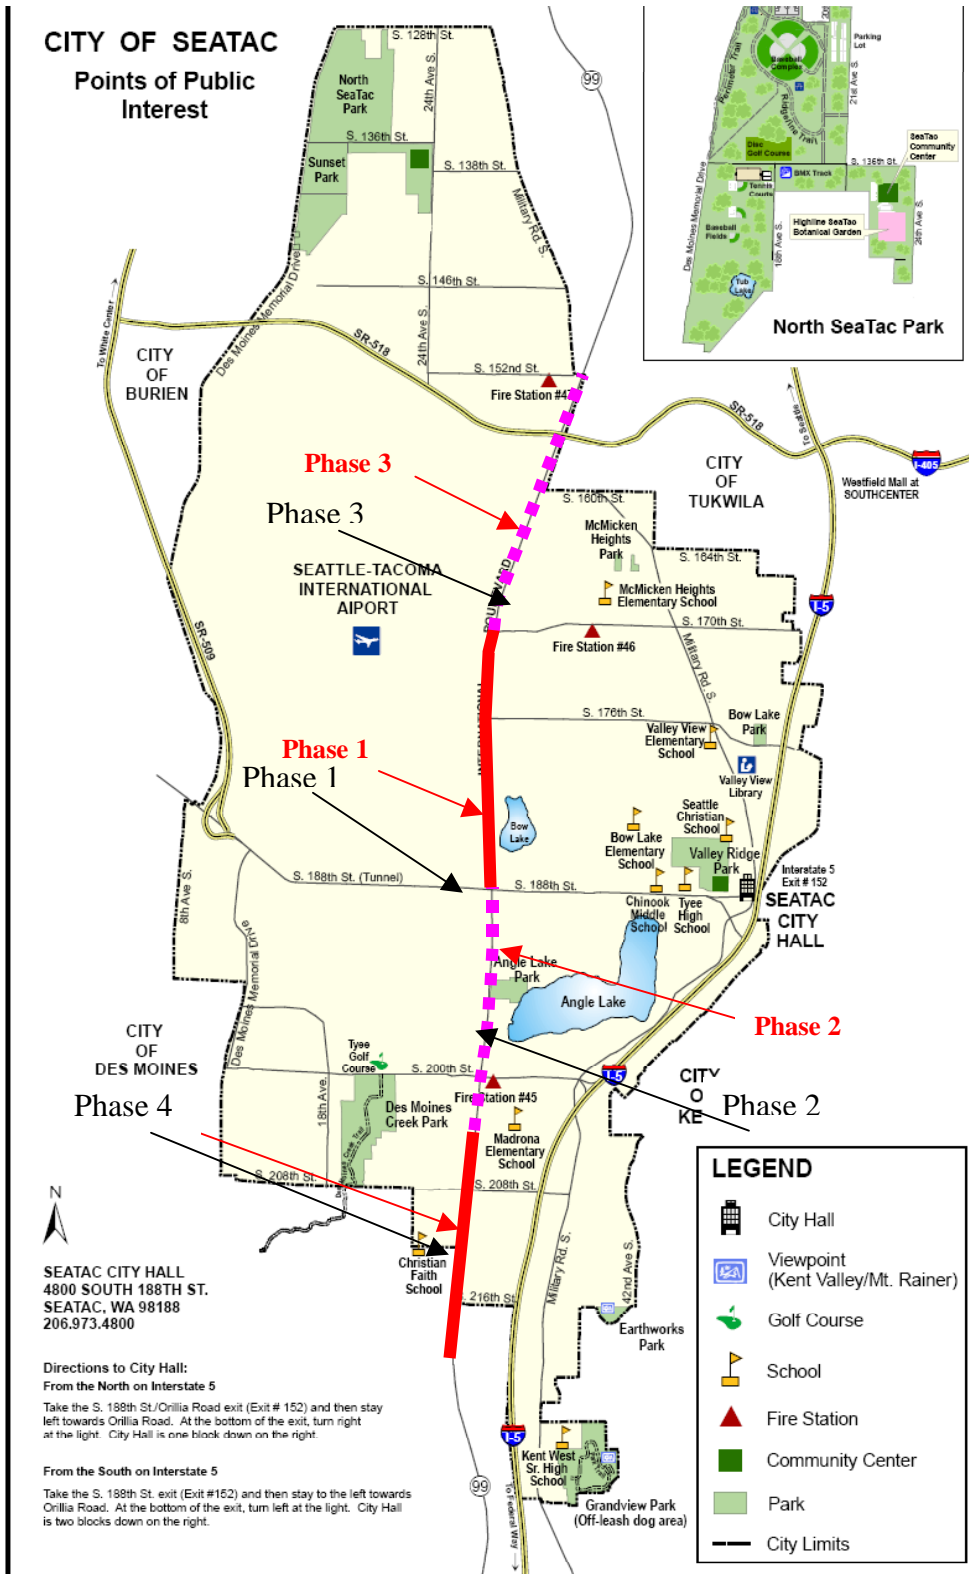 CITY OF SEATAC
Points of Public
Interest
S. 128th St.
North
SeaTac
Park
24th Ave S.
99
S. 136th St.
Sunset
Park
S. 138th St.
Military Rd. S.
Des Moines Memorial Drive
S. 146th St.
24th Ave S.
To White Center
SR-518
CITY
OF
BURIEN
S. 152nd St.
Fire Station #47
Perimeter Trail
Baseball
Complex
Parking
Lot
21st Ave S.
Ridgeline Trail
Disc
Golf Course
S. 136th St.
SeaTac
Community
Center
BMX Track
Tennis
Courts
Des Moines Memorial Drive
Baseball
Fields
18th Ave S.
Highline SeaTac
Botanical Garden
24th Ave S.
Tub
Lake
North SeaTac Park
To Seattle
SR-518
I-405
Westfield Mall at
SOUTHCENTER
CITY
OF
TUKWILA
Phase 3
Phase 3
S. 160th St.
McMicken
Heights
Park
S. 164th St.
SEATTLE-TACOMA
INTERNATIONAL
AIPORT
BOULEVARD
McMicken Heights
Elementary School
I-5
S. 170th St.
Fire Station #46
SR-509
Military Rd. S.
INTERNATIONAL
S. 176th St.
Bow Lake
Park
Valley View
Elementary
School
Phase 1
Phase 1
Valley View
Library
Bow
Lake
Seattle
Christian
School
Bow Lake
Elementary
School
Valley Ridge
Park
Interstate 5
Exit # 152
S. 188th St. (Tunnel)
S. 188th St.
8th Ave S.
Chinook
Middle
School
Tyee
High
School
SEATAC
CITY
HALL
Des Moines Memorial Drive
Angle Lake
Park
Angle Lake
Phase 2
CITY
OF
DES MOINES
Tyee
Golf
Course
S. 200th St.
I-5
CITY
O
KE
Phase 4
18th Ave.
Des Moines
Creek Park
Fire Station #45
Phase 2
Madrona
Elementary
School
Des Moines Creek Trail
S. 208th St.
S. 208th St.
N
Christian
Faith
School
Military Rd. S.
42nd Ave S.
S. 216th St.
Earthworks
Park
SEATAC CITY HALL
4800 SOUTH 188TH ST.
SEATAC, WA 98188
206.973.4800
Directions to City Hall:
From the North on Interstate 5
Take the S. 188th St./Orillia Road exit (Exit # 152) and then stay
left towards Orillia Road. At the bottom of the exit, turn right
at the light. City Hall is one block down on the right.
From the South on Interstate 5
Take the S. 188th St. exit (Exit #152) and then stay to the left towards
Orillia Road. At the bottom of the exit, turn left at the light. City Hall
is two blocks down on the right.
I-5
99
Kent West
Sr. High
School
To Federal Way
Grandview Park
(Off-leash dog area)
LEGEND
City Hall
Viewpoint
(Kent Valley/Mt. Rainer)
Golf Course
School
Fire Station
Community Center
Park
City Limits